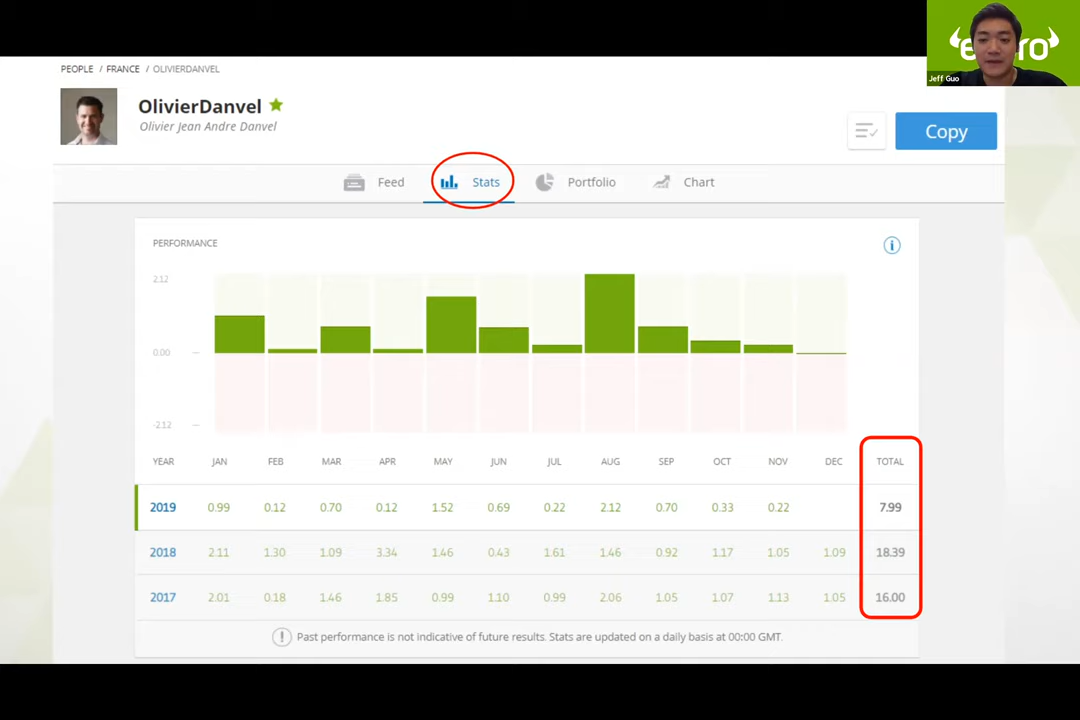 e ro
Jeff Guo
PEOPLE / FRANCE / OLIVIERDANVEL
OlivierDanvel
Olivier Jean Andre Danvel
Copy
Feed Stats Portfolio Chart
PERFORMANCE
2.12
0.00
-2.12
YEAR JAN FEB MAR APR MAY JUN JUL AUG SEP OCT NOV DEC TOTAL
2019 0.99 0.12 0.70 0.12 1.52 0.69 0.22 2.12 0.70 0.33 0.22 7.99
2018 2.11 1.30 1.09 3.34 1.46 0.43 1.61 1.46 0.92 1.17 1.05 1.09 18.39
2017 2.01 0.18 1.46 1.85 0.99 1.10 0.99 2.06 1.05 1.07 1.13 1.05 16.00
Past performance is not indicative of future results. Stats are updated on a daily basis at 00:00 GMT.